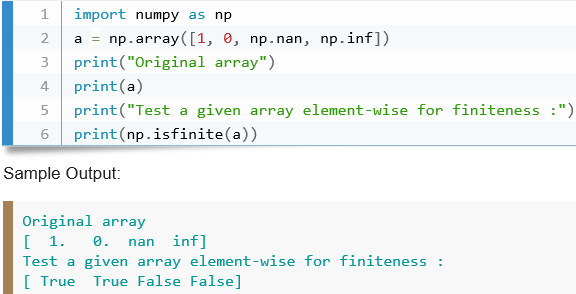 1 import numpy as np
2 a = np.array([1, 0, np.nan, np.inf])
3 print("Original array")
4 print(a)
5 print("Test a given array element-wise for finiteness :")
6 print(np.isfinite(a))
Sample Output:
Original array
[  1.   0.  nan  inf]
Test a given array element-wise for finiteness :
[ True  True False False]